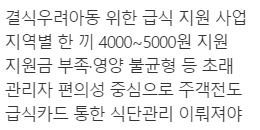 결식우려아동 위한 급식 지원 사업
지역별 한 끼 4000~5000원 지원
지원금 부족·영양 불균형 등 초래
관리자 편의성 중심으로 주객전도
급식카드 통한 식단관리 이뤄져야